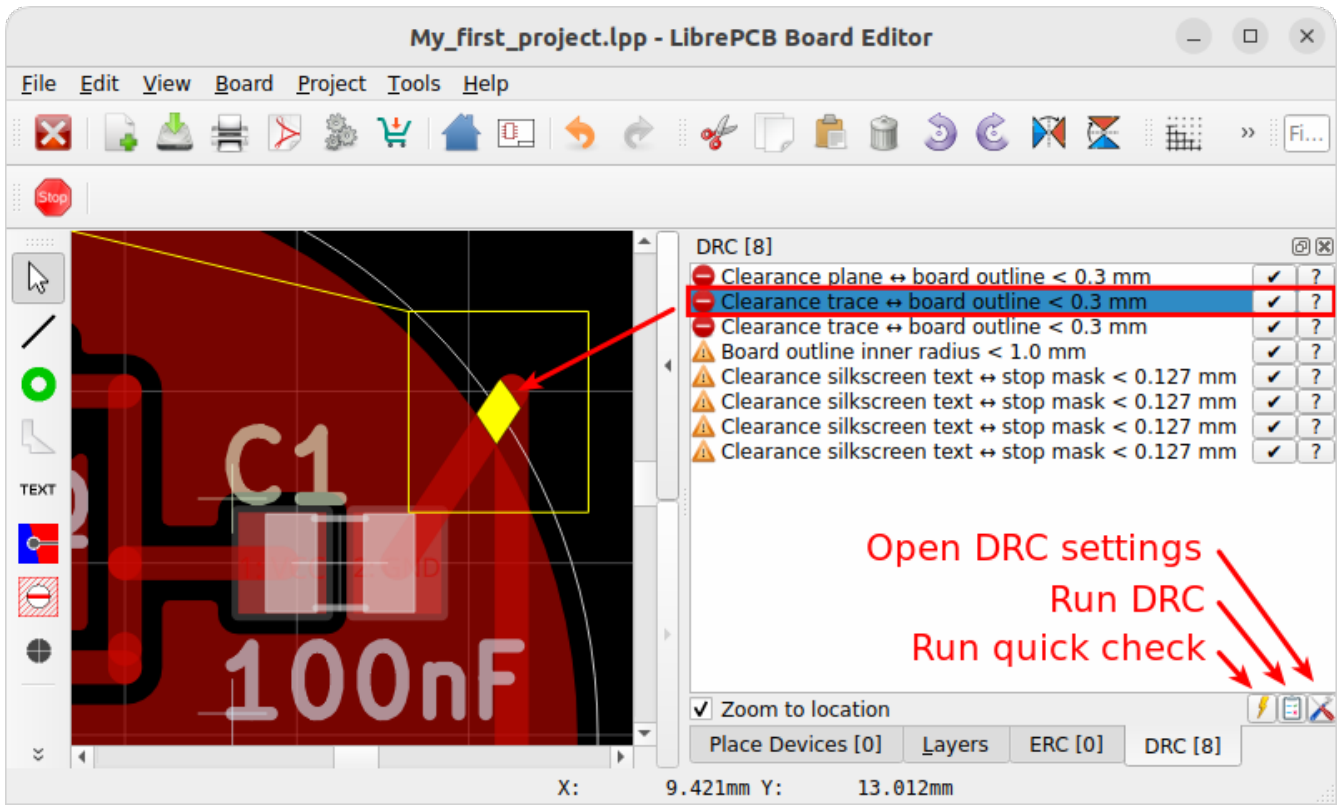 My_first_project.lpp - LibrePCB Board Editor
File Edit View Board Project Tools Help
Fi...
Stop
DRC [8]
Clearance plane ↔ board outline < 0.3 mm ✔ ?
Clearance trace ↔ board outline < 0.3 mm ✔ ?
Clearance trace ↔ board outline < 0.3 mm ✔ ?
Board outline inner radius < 1.0 mm ✔ ?
Clearance silkscreen text ↔ stop mask < 0.127 mm ✔ ?
Clearance silkscreen text ↔ stop mask < 0.127 mm ✔ ?
Clearance silkscreen text ↔ stop mask < 0.127 mm ✔ ?
Clearance silkscreen text ↔ stop mask < 0.127 mm ✔ ?
TEXT
C1
2: GND
100nF
Open DRC settings
Run DRC
Run quick check
✓ Zoom to location
Place Devices [0] Layers ERC [0] DRC [8]
X: 9.421mm Y: 13.012mm